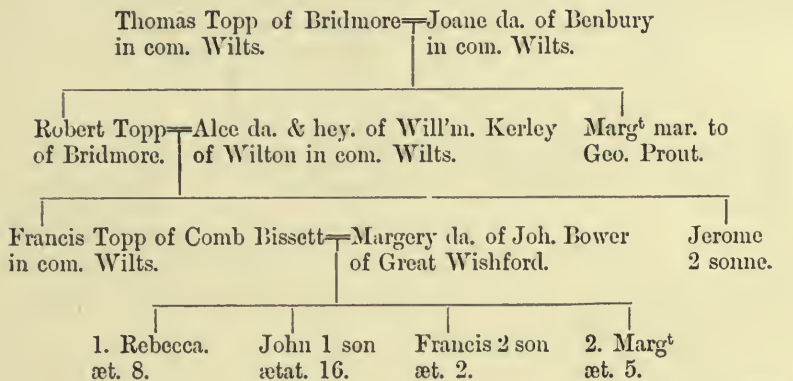 Thomas Topp of Bridmore=Joane da. of Benbury
in com. Wilts. in com. Wilts.
Robert Topp=Alce da. & hey. of Will'm. Kerley Margᵗ mar. to
of Bridmore. of Wilton in com. Wilts. Geo. Prout.
Francis Topp of Comb Bissett=Margery da. of Joh. Bower Jerome
in com. Wilts. of Great Wishford. 2 sonne.
1. Rebecca. John 1 son Francis 2 son 2. Margᵗ
æt. 8. ætat. 16. æt. 2. æt. 5.